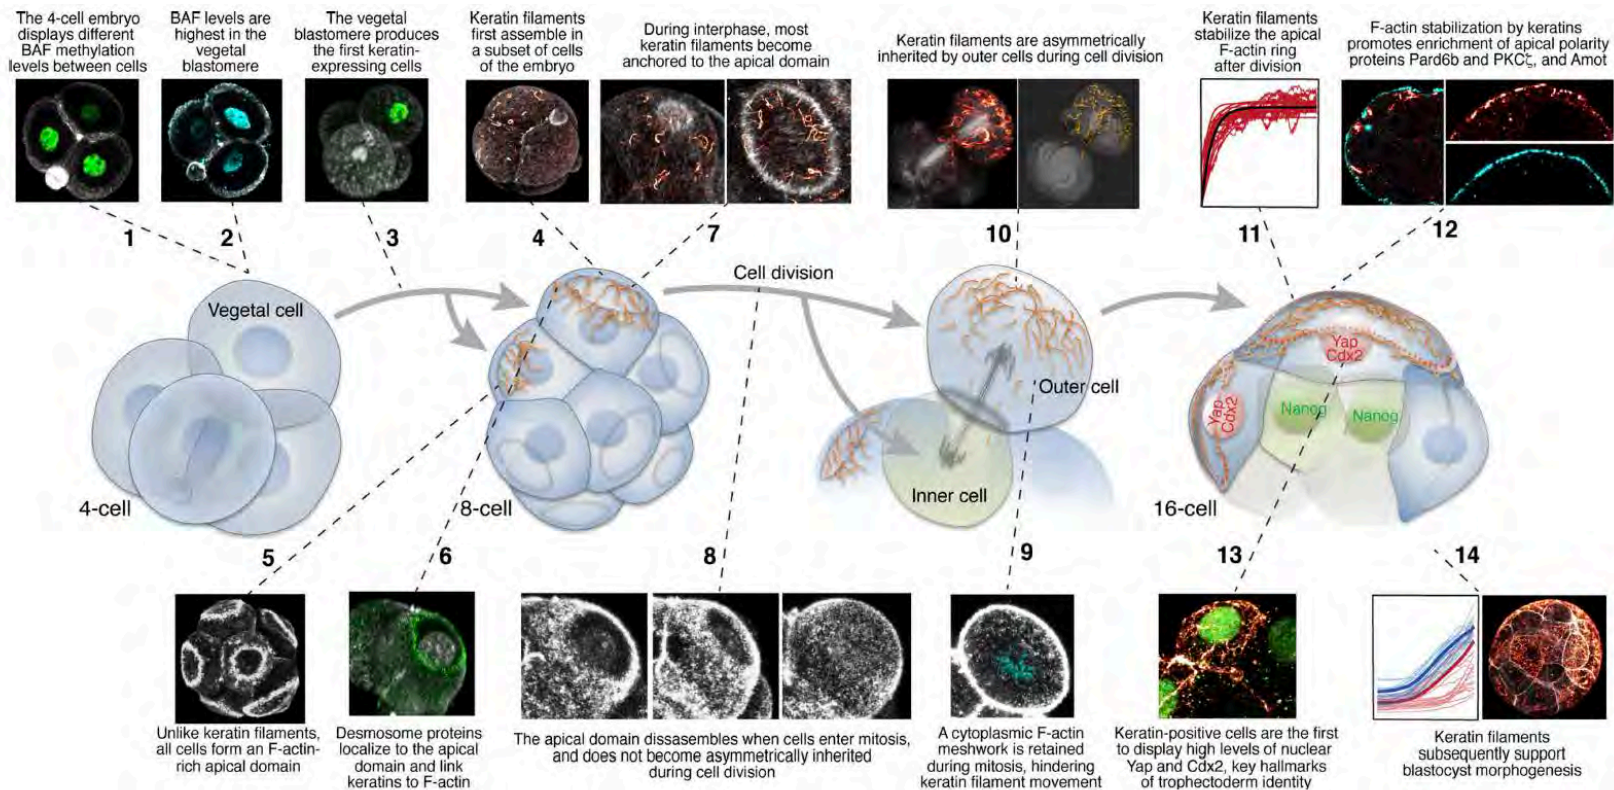 The 4-cell embryo
displays different
BAF methylation
levels between cells
BAF levels are
highest in the
vegetal
blastomere
The vegetal
blastomere produces
the first keratin-
expressing cells
Keratin filaments
first assemble in
a subset of cells
of the embryo
During interphase, most
keratin filaments become
anchored to the apical domain
Keratin filaments are asymmetrically
inherited by outer cells during cell division
Keratin filaments
stabilize the apical
F-actin ring
after division
F-actin stabilization by keratins
promotes enrichment of apical polarity
proteins Pard6b and PKCζ, and Amot
1
2
3
4
7
10
11
12
Cell division
Vegetal cell
Outer cell
Inner cell
Yap
Cdx2
Yap
Cdx2
Nanog
Nanog
4-cell
8-cell
16-cell
5
6
8
9
13
14
Unlike keratin filaments,
all cells form an F-actin-
rich apical domain
Desmosome proteins
localize to the apical
domain and link
keratins to F-actin
The apical domain dissasembles when cells enter mitosis,
and does not become asymmetrically inherited
during cell division
A cytoplasmic F-actin
meshwork is retained
during mitosis, hindering
keratin filament movement
Keratin-positive cells are the first
to display high levels of nuclear
Yap and Cdx2, key hallmarks
of trophectoderm identity
Keratin filaments
subsequently support
blastocyst morphogenesis